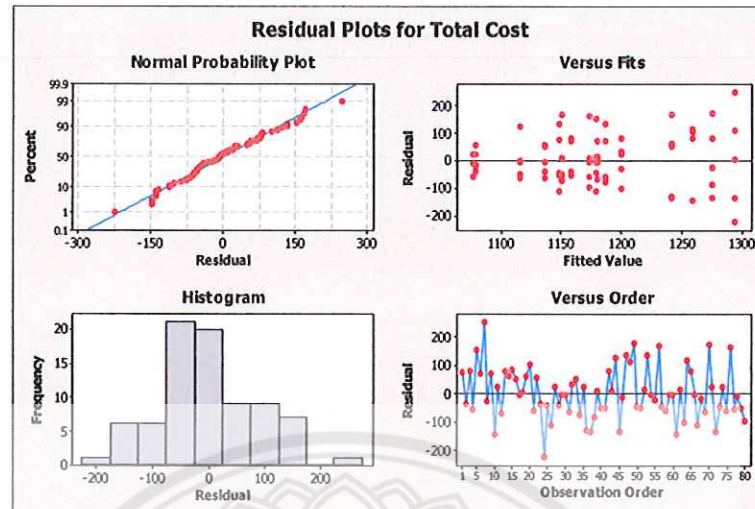 Residual Plots for Total Cost
Normal Probability Plot
99.9
99
90
50
10
1
0.1
Percent
-300 -150 0 150 300
Residual
Versus Fits
200
100
0
-100
-200
Residual
1100 1150 1200 1250 1300
Fitted Value
Histogram
20
15
10
5
0
Frequency
-200 -100 0 100 200
Residual
Versus Order
200
100
0
-100
-200
Residual
1 5 10 15 20 25 30 35 40 45 50 55 60 65 70 75 80
Observation Order